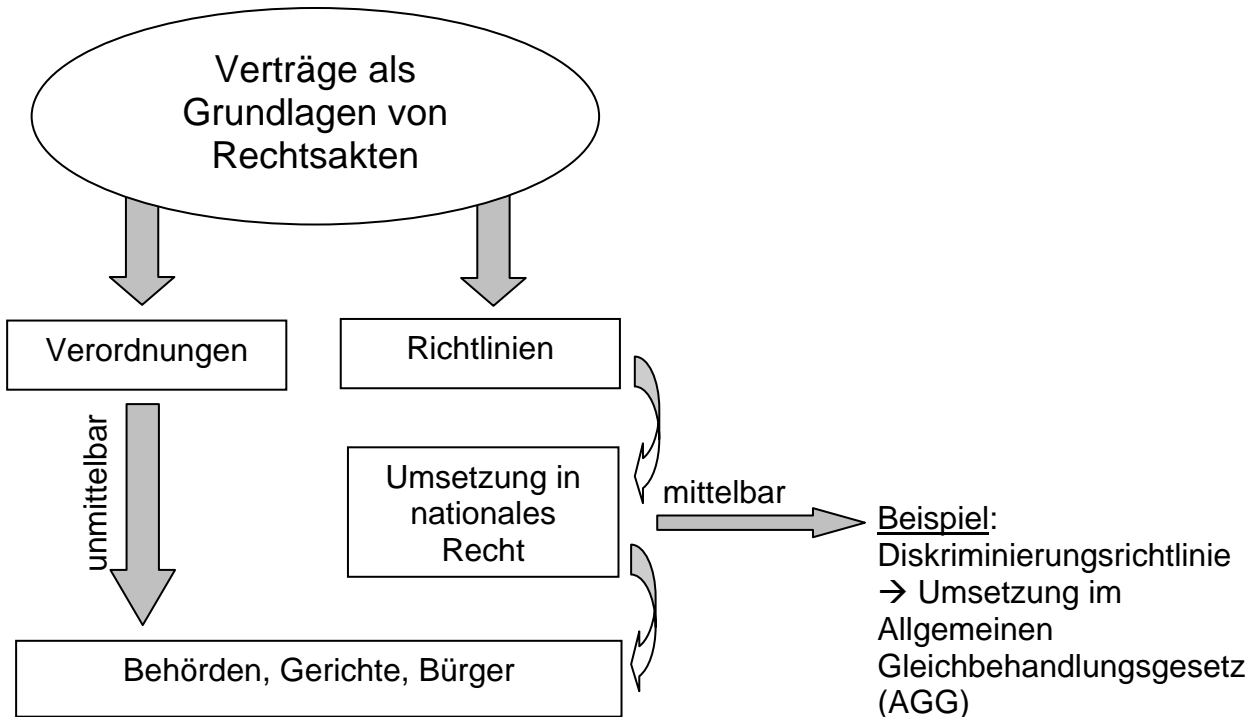 Verträge als
Grundlagen von
Rechtsakten
Verordnungen
Richtlinien
unmittelbar
Umsetzung in
nationales
Recht
mittelbar
Beispiel:
Diskriminierungsrichtlinie
→ Umsetzung im
Allgemeinen
Gleichbehandlungsgesetz
(AGG)
Behörden, Gerichte, Bürger